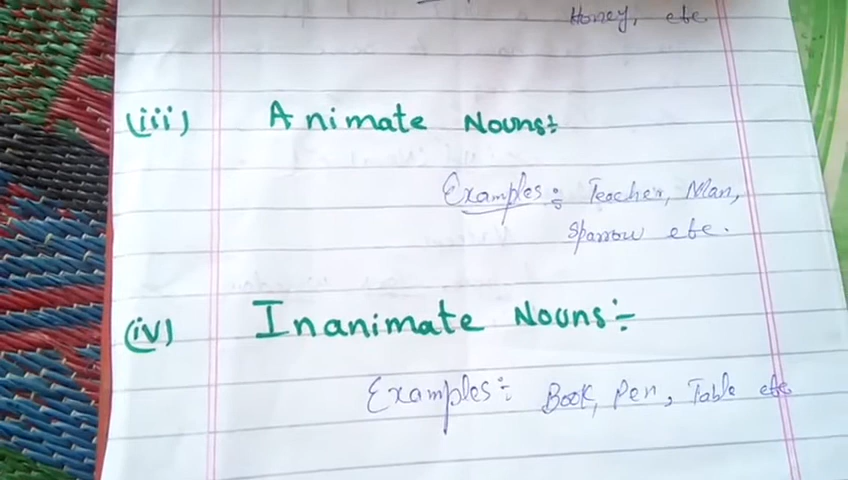 Honey, etc
(iii) Animate Nouns:-
Examples:- Teacher, Man,
Sparrow etc.
(iv) Inanimate Nouns:-
Examples:- Book, Pen, Table etc